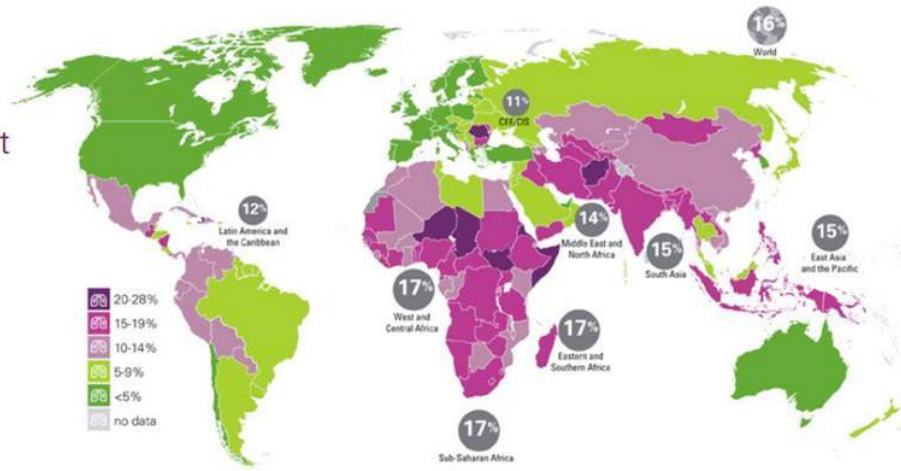 t
16%
World
11%
CEE/CIS
12%
Latin America and
the Caribbean
14%
Middle East and
North Africa
15%
South Asia
15%
East Asia
and the Pacific
17%
West and
Central Africa
17%
Eastern and
Southern Africa
17%
Sub-Saharan Africa
20-28%
15-19%
10-14%
5-9%
<5%
no data